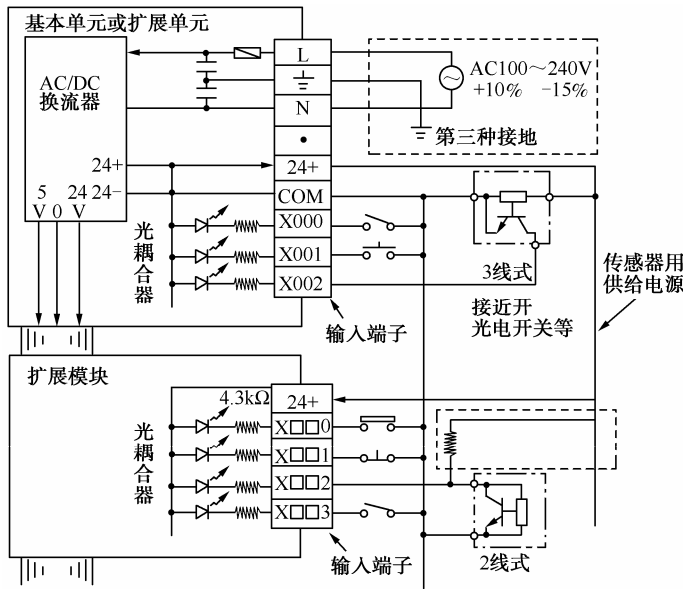 基本单元或扩展单元
AC/DC
换流器
24+
5 24 24-
V 0 V
光耦合器
L
N
•
24+
COM
X000
X001
X002
AC100～240V
+10% -15%
第三种接地
3线式
接近开
光电开关等
传感器用
供给电源
输入端子
扩展模块
4.3kΩ
光耦合器
24+
X□□0
X□□1
X□□2
X□□3
输入端子
2线式